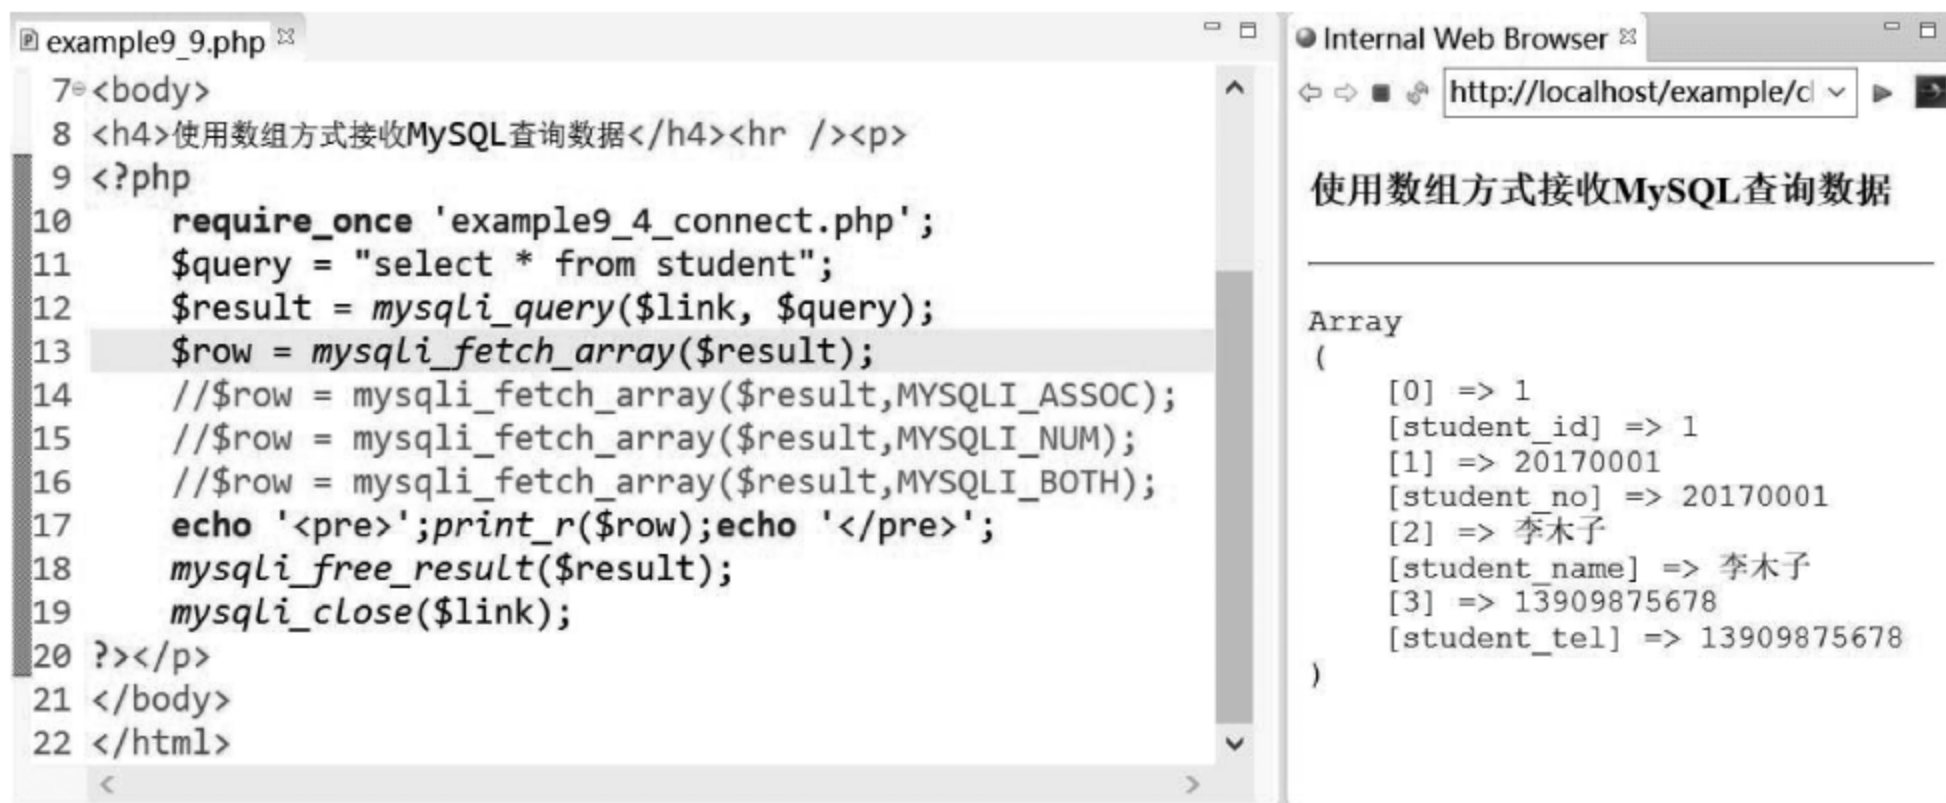 example9_9.php
7 <body>
8 <h4>使用数组方式接收MySQL查询数据</h4><hr /><p>
9 <?php
10 require_once 'example9_4_connect.php';
11 $query = "select * from student";
12 $result = mysqli_query($link, $query);
13 $row = mysqli_fetch_array($result);
14 //$row = mysqli_fetch_array($result,MYSQLI_ASSOC);
15 //$row = mysqli_fetch_array($result,MYSQLI_NUM);
16 //$row = mysqli_fetch_array($result,MYSQLI_BOTH);
17 echo '<pre>';print_r($row);echo '</pre>';
18 mysqli_free_result($result);
19 mysqli_close($link);
20 ?></p>
21 </body>
22 </html>
Internal Web Browser
http://localhost/example/cl
使用数组方式接收MySQL查询数据
Array
(
[0] => 1
[student_id] => 1
[1] => 20170001
[student_no] => 20170001
[2] => 李木子
[student_name] => 李木子
[3] => 13909875678
[student_tel] => 13909875678
)